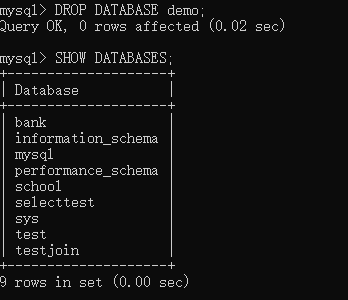 mysql> DROP DATABASE demo;
Query OK, 0 rows affected (0.02 sec)
mysql> SHOW DATABASES;
+--------------------+
| Database           |
+--------------------+
| bank               |
| information_schema |
| mysql              |
| performance_schema |
| school             |
| selecttest         |
| sys                |
| test               |
| testjoin           |
+--------------------+
9 rows in set (0.00 sec)